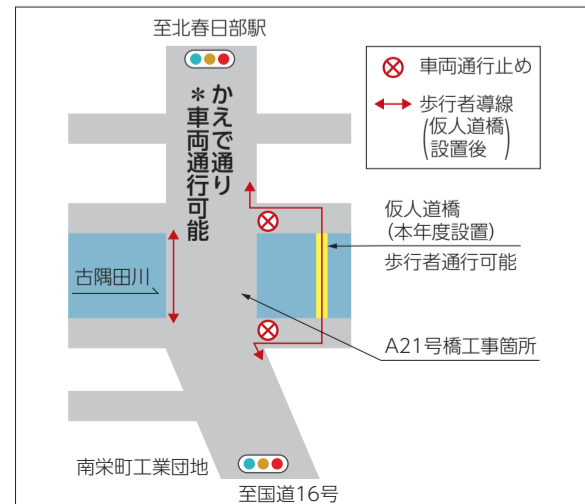 至北春日部駅
車両通行止め
歩行者導線
(仮人道橋
設置後)
かえで通り
*車両通行可能
仮人道橋
(本年度設置)
歩行者通行可能
古隅田川
A21号橋工事箇所
南栄町工業団地
至国道16号